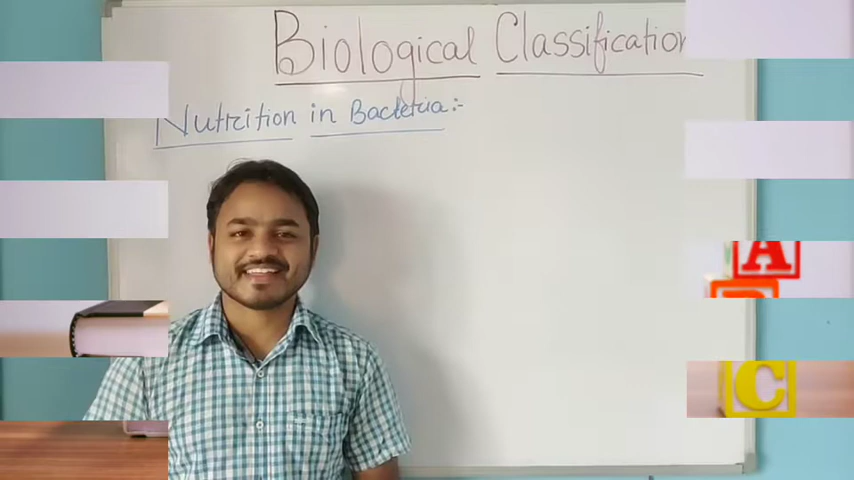 Biological Classification
Nutrition in Bacteria :-
A
C